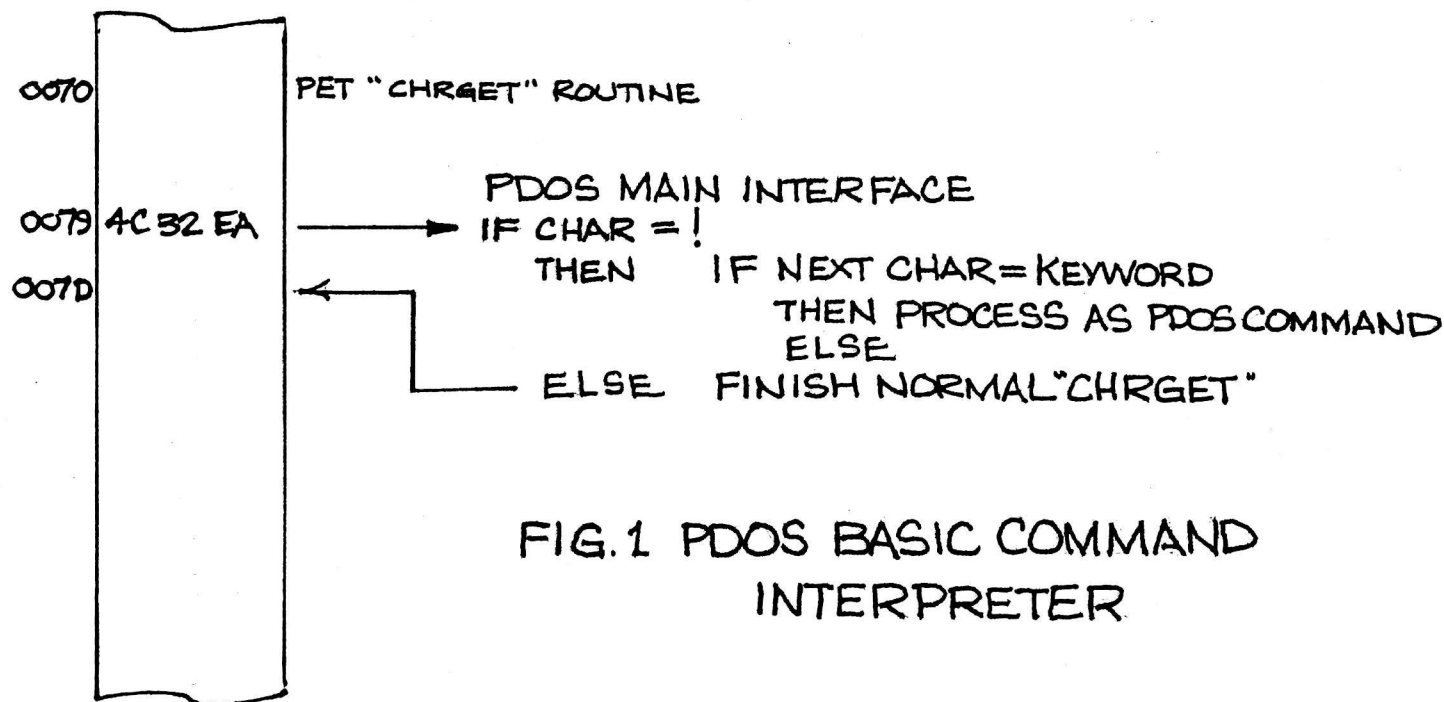 0070 PET "CHRGET" ROUTINE
PDOS MAIN INTERFACE
0079 4C 32 EA IF CHAR = !
THEN IF NEXT CHAR = KEYWORD
007D
THEN PROCESS AS PDOS COMMAND
ELSE
ELSE FINISH NORMAL "CHRGET"
FIG. 1 PDOS BASIC COMMAND
INTERPRETER